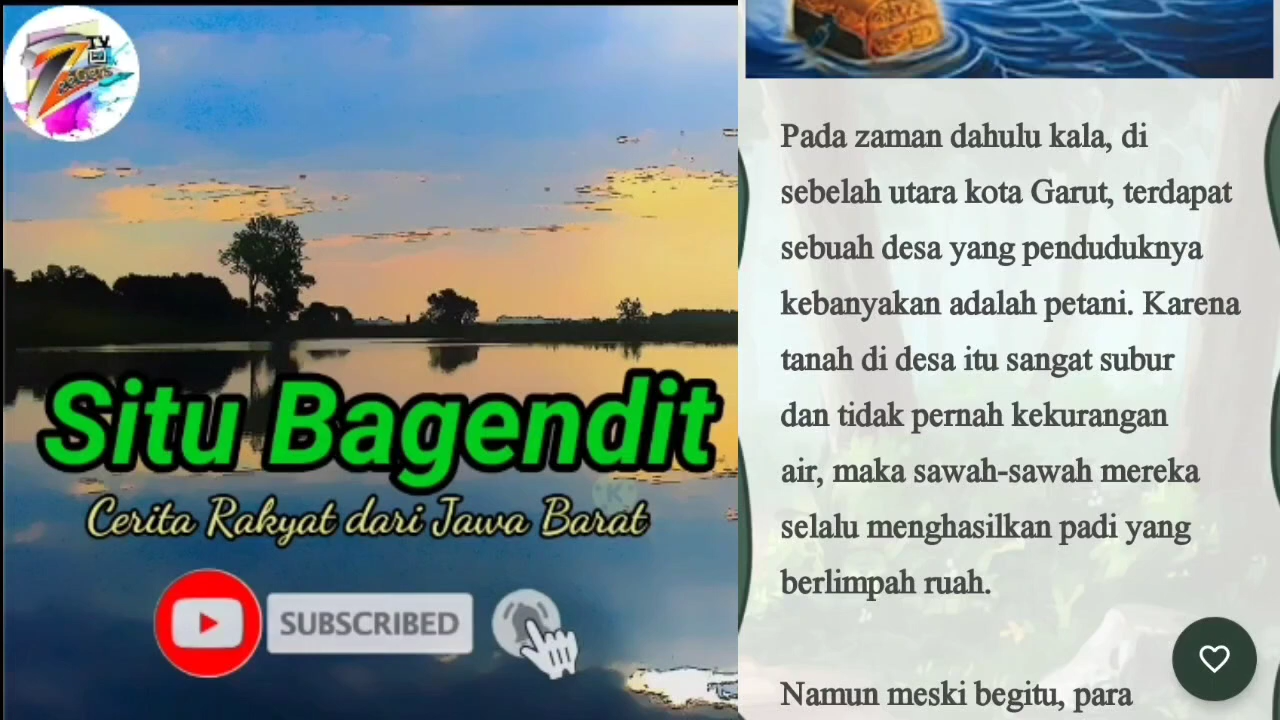 TV
Situ Bagendit
Cerita Rakyat dari Jawa Barat
SUBSCRIBED
Pada zaman dahulu kala, di
sebelah utara kota Garut, terdapat
sebuah desa yang penduduknya
kebanyakan adalah petani. Karena
tanah di desa itu sangat subur
dan tidak pernah kekurangan
air, maka sawah-sawah mereka
selalu menghasilkan padi yang
berlimpah ruah.
Namun meski begitu, para